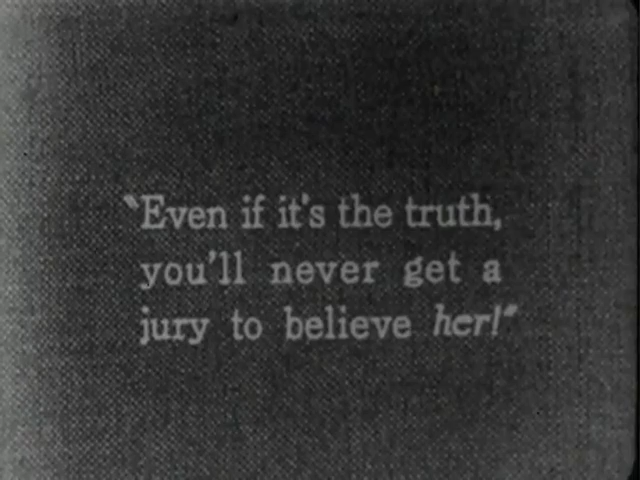 "Even if it's the truth,
you'll never get a
jury to believe her!"